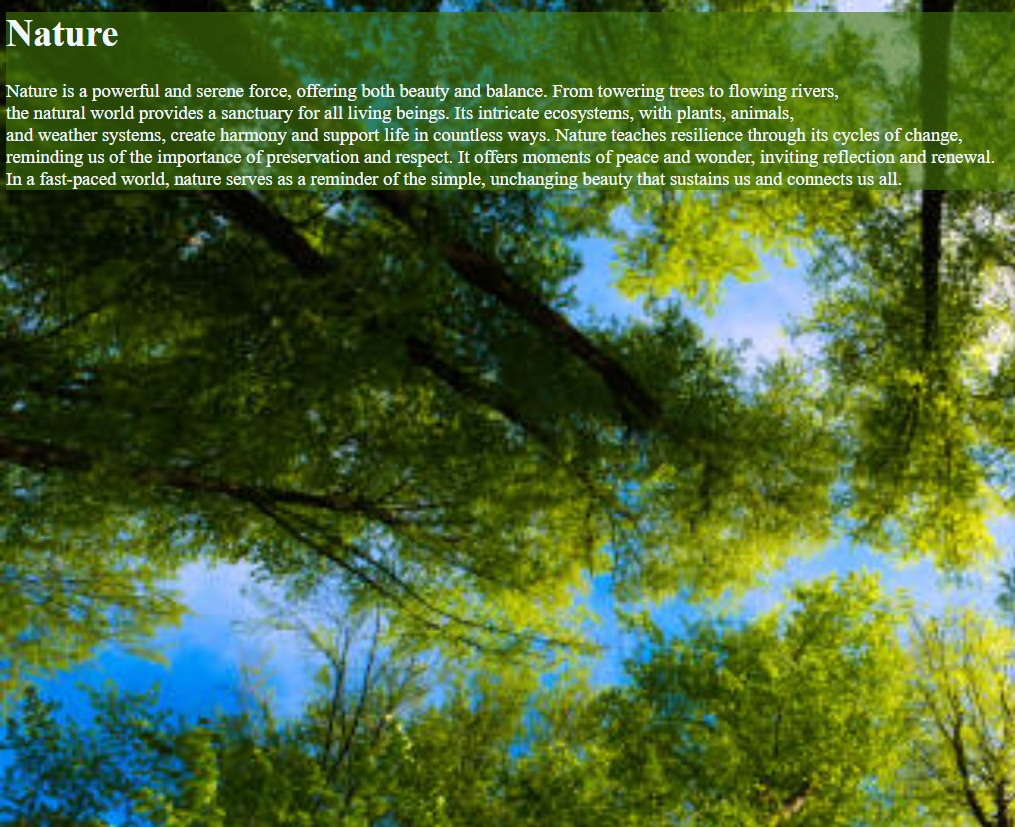 Nature
Nature is a powerful and serene force, offering both beauty and balance. From towering trees to flowing rivers,
the natural world provides a sanctuary for all living beings. Its intricate ecosystems, with plants, animals,
and weather systems, create harmony and support life in countless ways. Nature teaches resilience through its cycles of change,
reminding us of the importance of preservation and respect. It offers moments of peace and wonder, inviting reflection and renewal.
In a fast-paced world, nature serves as a reminder of the simple, unchanging beauty that sustains us and connects us all.